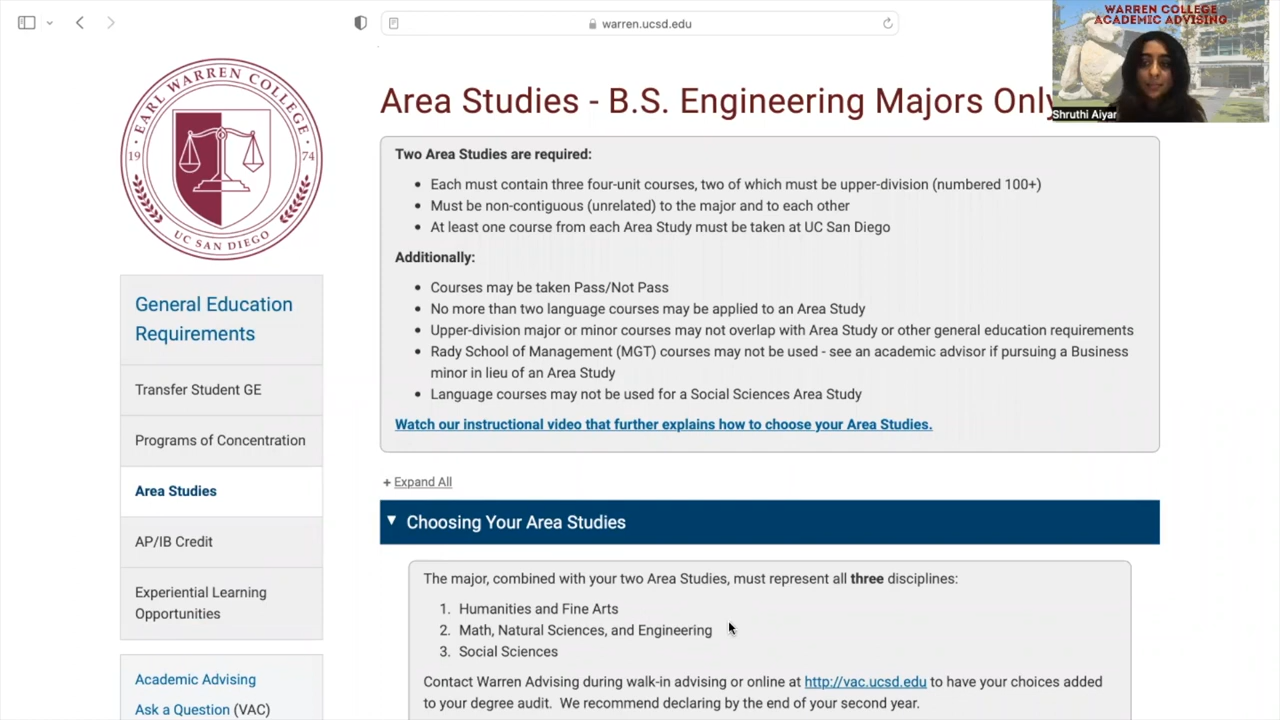 warren.ucsd.edu
WARREN COLLEGE
ACADEMIC ADVISING
Shruthi Aiyar
EARL WARREN COLLEGE
19 74
UC SAN DIEGO
General Education
Requirements
Transfer Student GE
Programs of Concentration
Area Studies
AP/IB Credit
Experiential Learning
Opportunities
Academic Advising
Ask a Question (VAC)
Area Studies - B.S. Engineering Majors Only
Two Area Studies are required:
• Each must contain three four-unit courses, two of which must be upper-division (numbered 100+)
• Must be non-contiguous (unrelated) to the major and to each other
• At least one course from each Area Study must be taken at UC San Diego
Additionally:
• Courses may be taken Pass/Not Pass
• No more than two language courses may be applied to an Area Study
• Upper-division major or minor courses may not overlap with Area Study or other general education requirements
• Rady School of Management (MGT) courses may not be used - see an academic advisor if pursuing a Business
minor in lieu of an Area Study
• Language courses may not be used for a Social Sciences Area Study
Watch our instructional video that further explains how to choose your Area Studies.
+ Expand All
Choosing Your Area Studies
The major, combined with your two Area Studies, must represent all three disciplines:
1. Humanities and Fine Arts
2. Math, Natural Sciences, and Engineering
3. Social Sciences
Contact Warren Advising during walk-in advising or online at http://vac.ucsd.edu to have your choices added
to your degree audit. We recommend declaring by the end of your second year.